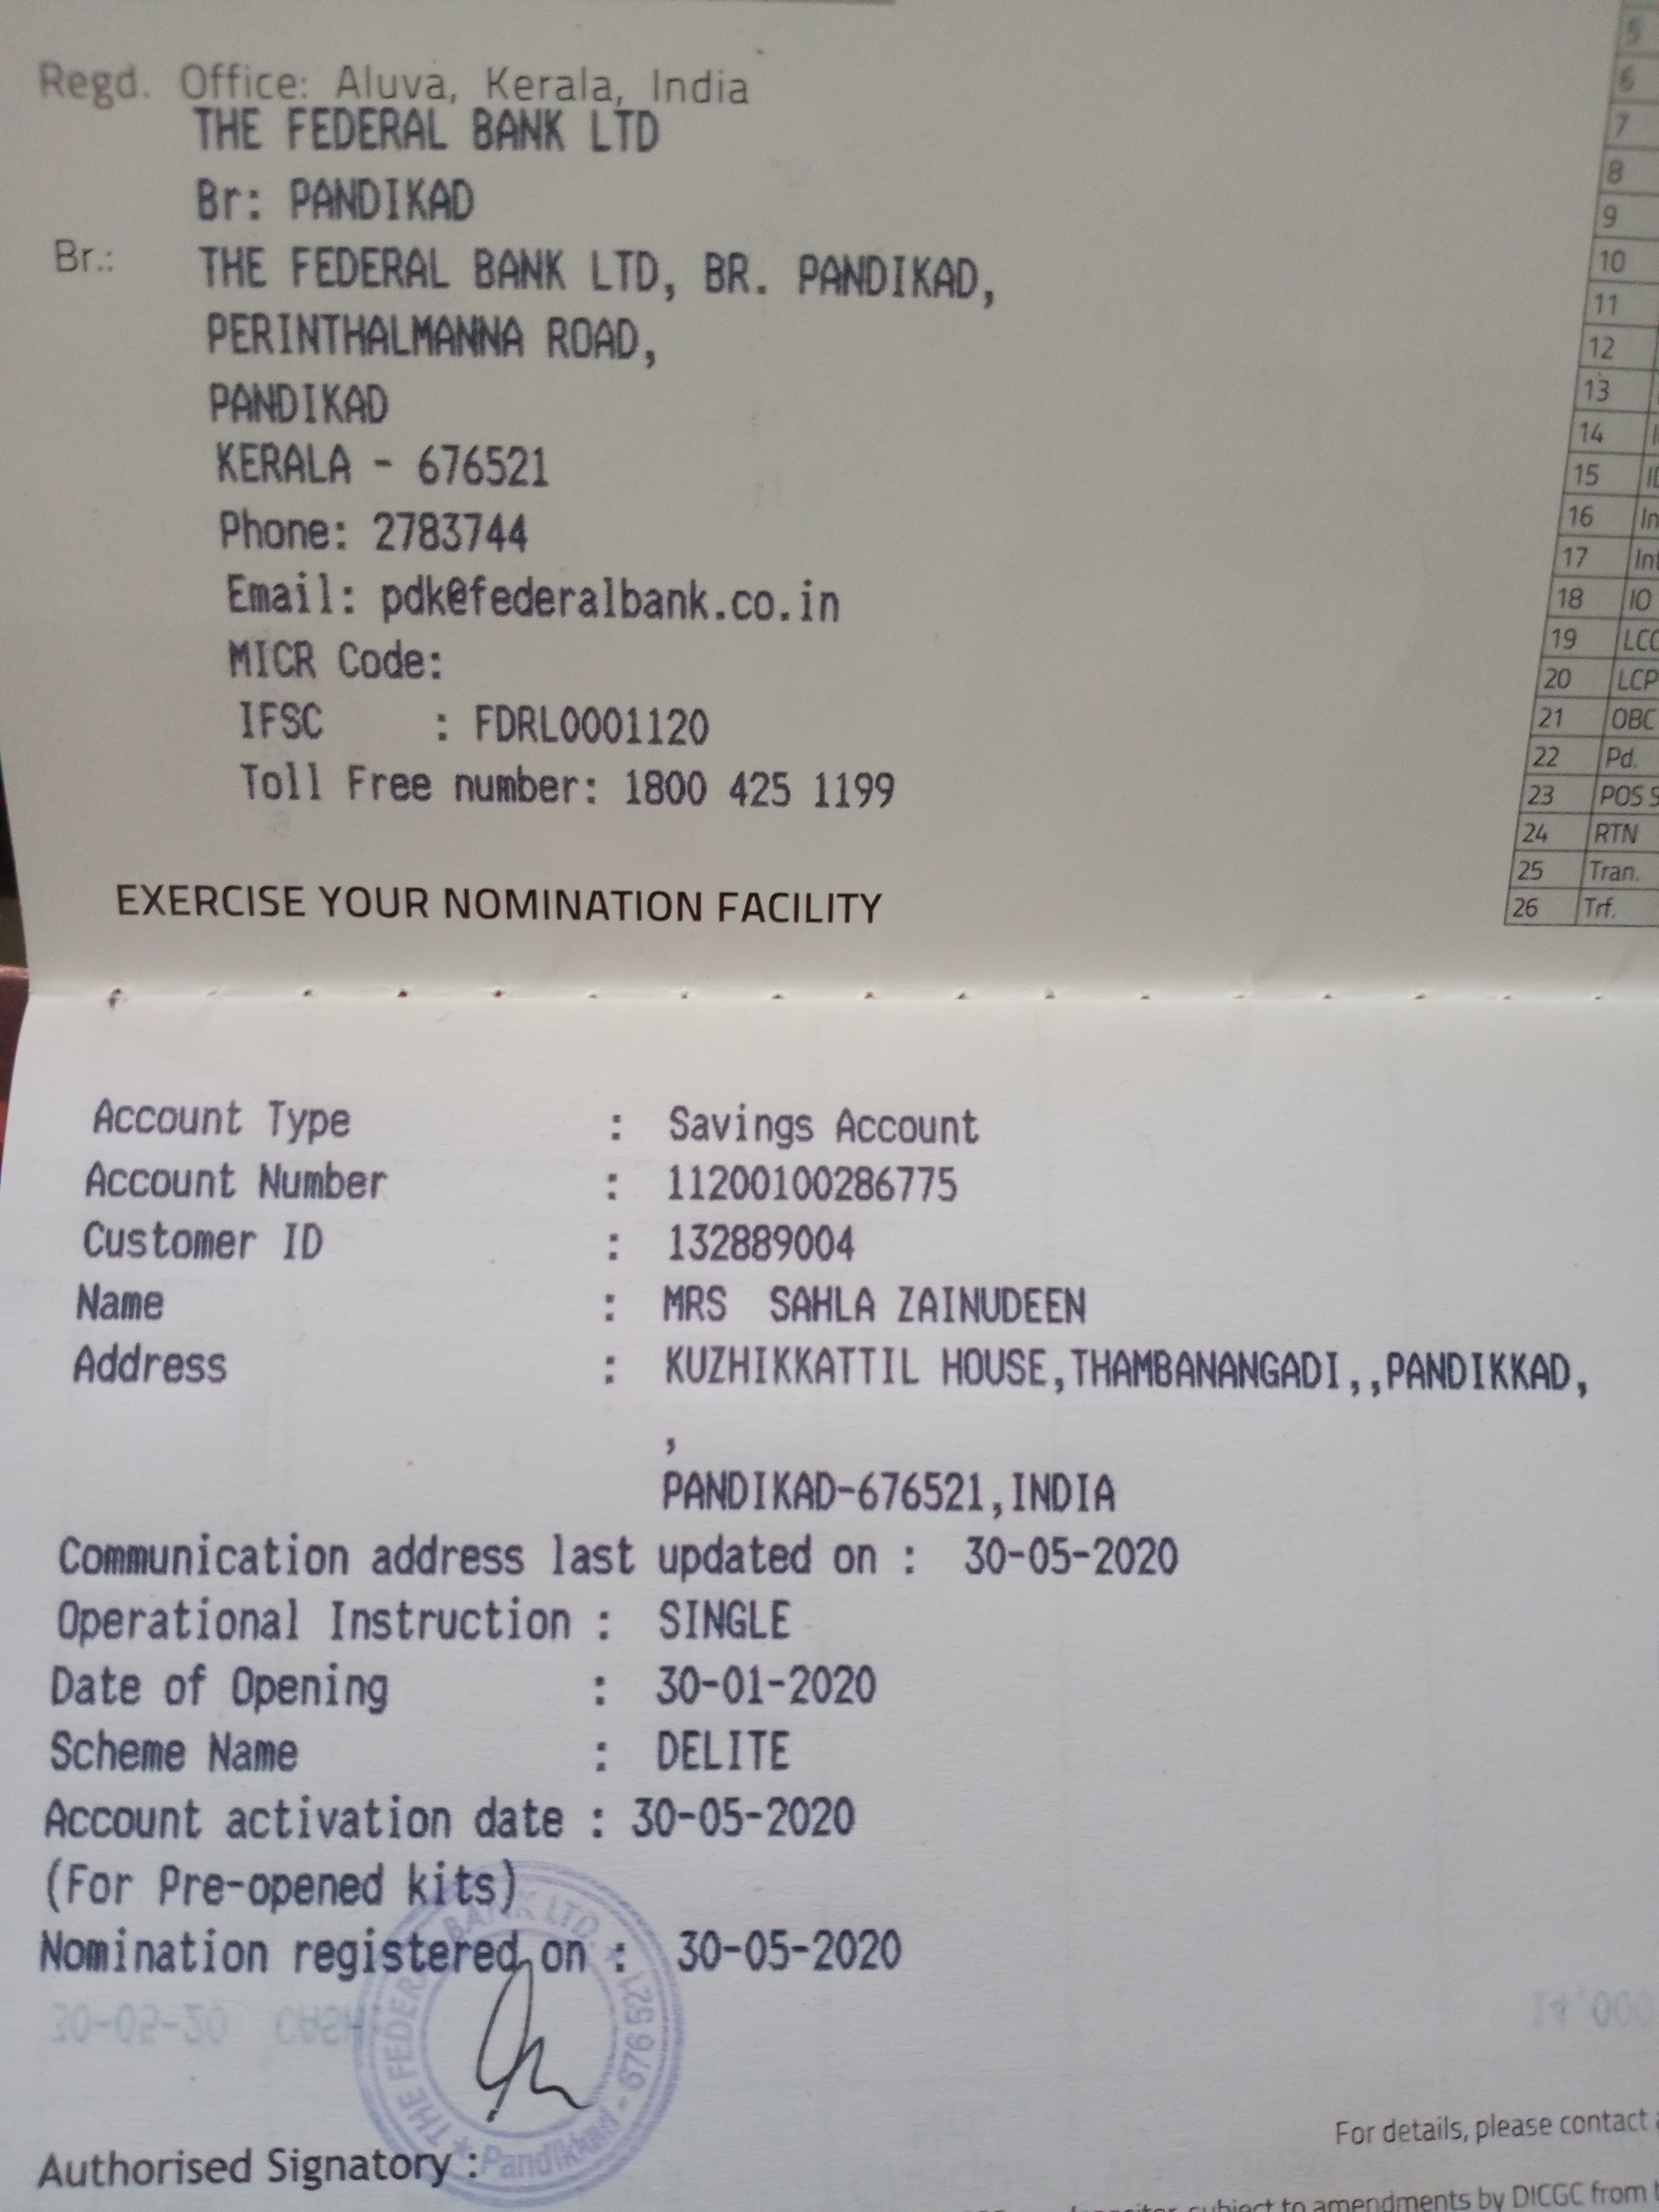 Regd. Office: Aluva, Kerala, India
THE FEDERAL BANK LTD
Br: PANDIKAD
Br.: THE FEDERAL BANK LTD, BR. PANDIKAD,
PERINTHALMANNA ROAD,
PANDIKAD
KERALA - 676521
Phone: 2783744
Email: pdk@federalbank.co.in
MICR Code:
IFSC : FDRL0001120
Toll Free number: 1800 425 1199
EXERCISE YOUR NOMINATION FACILITY
5
6
7
8
9
10
11
12
13
14
15
16 In
17 Int
18 IO
19 LCC
20 LCP
21 OBC
22 Pd.
23 POS S
24 RTN
25 Tran.
26 Trf.
Account Type : Savings Account
Account Number : 11200100286775
Customer ID : 132889004
Name : MRS SAHLA ZAINUDEEN
Address : KUZHIKKATTIL HOUSE,THAMBANANGADI,,PANDIKKAD,
,
PANDIKAD-676521,INDIA
Communication address last updated on : 30-05-2020
Operational Instruction : SINGLE
Date of Opening : 30-01-2020
Scheme Name : DELITE
Account activation date : 30-05-2020
(For Pre-opened kits)
Nomination registered on : 30-05-2020
30-05-20 CASH 14,000
THE FEDERAL BANK LTD. ★ Pandikkad - 676 521 ★
Authorised Signatory :
For details, please contact
subject to amendments by DICGC from